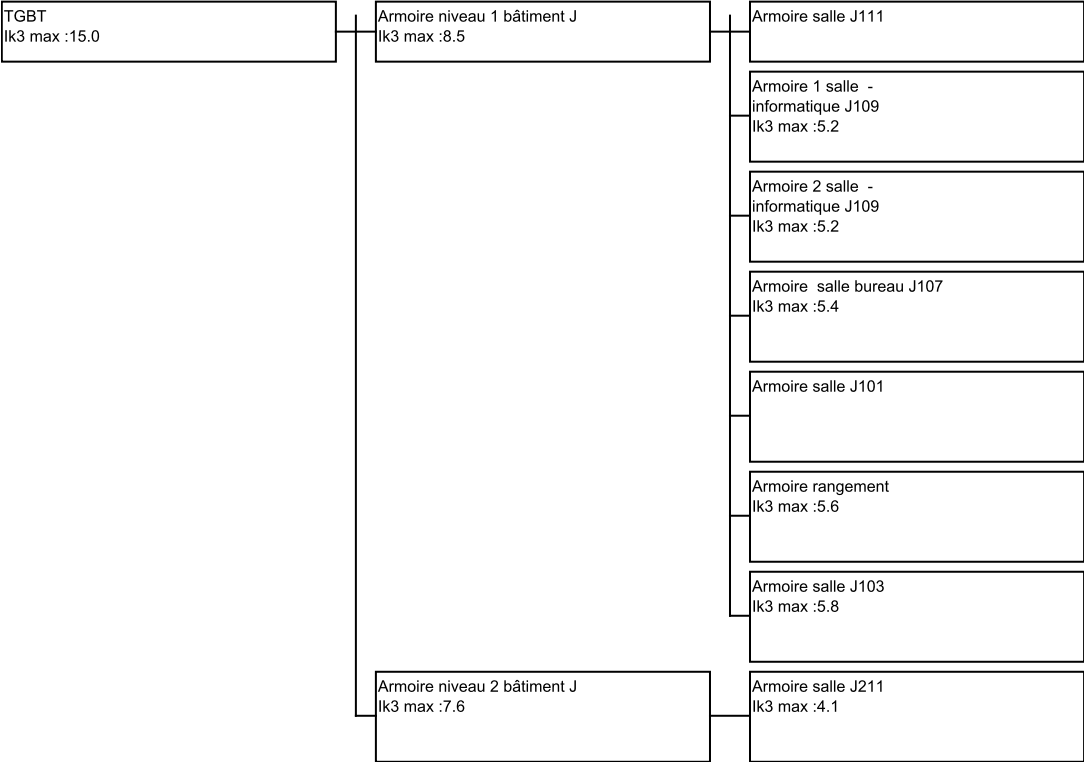 TGBT
Ik3 max :15.0
Armoire niveau 1 bâtiment J
Ik3 max :8.5
Armoire salle J111
Armoire 1 salle  -
informatique J109
Ik3 max :5.2
Armoire 2 salle  -
informatique J109
Ik3 max :5.2
Armoire  salle bureau J107
Ik3 max :5.4
Armoire salle J101
Armoire rangement
Ik3 max :5.6
Armoire salle J103
Ik3 max :5.8
Armoire niveau 2 bâtiment J
Ik3 max :7.6
Armoire salle J211
Ik3 max :4.1